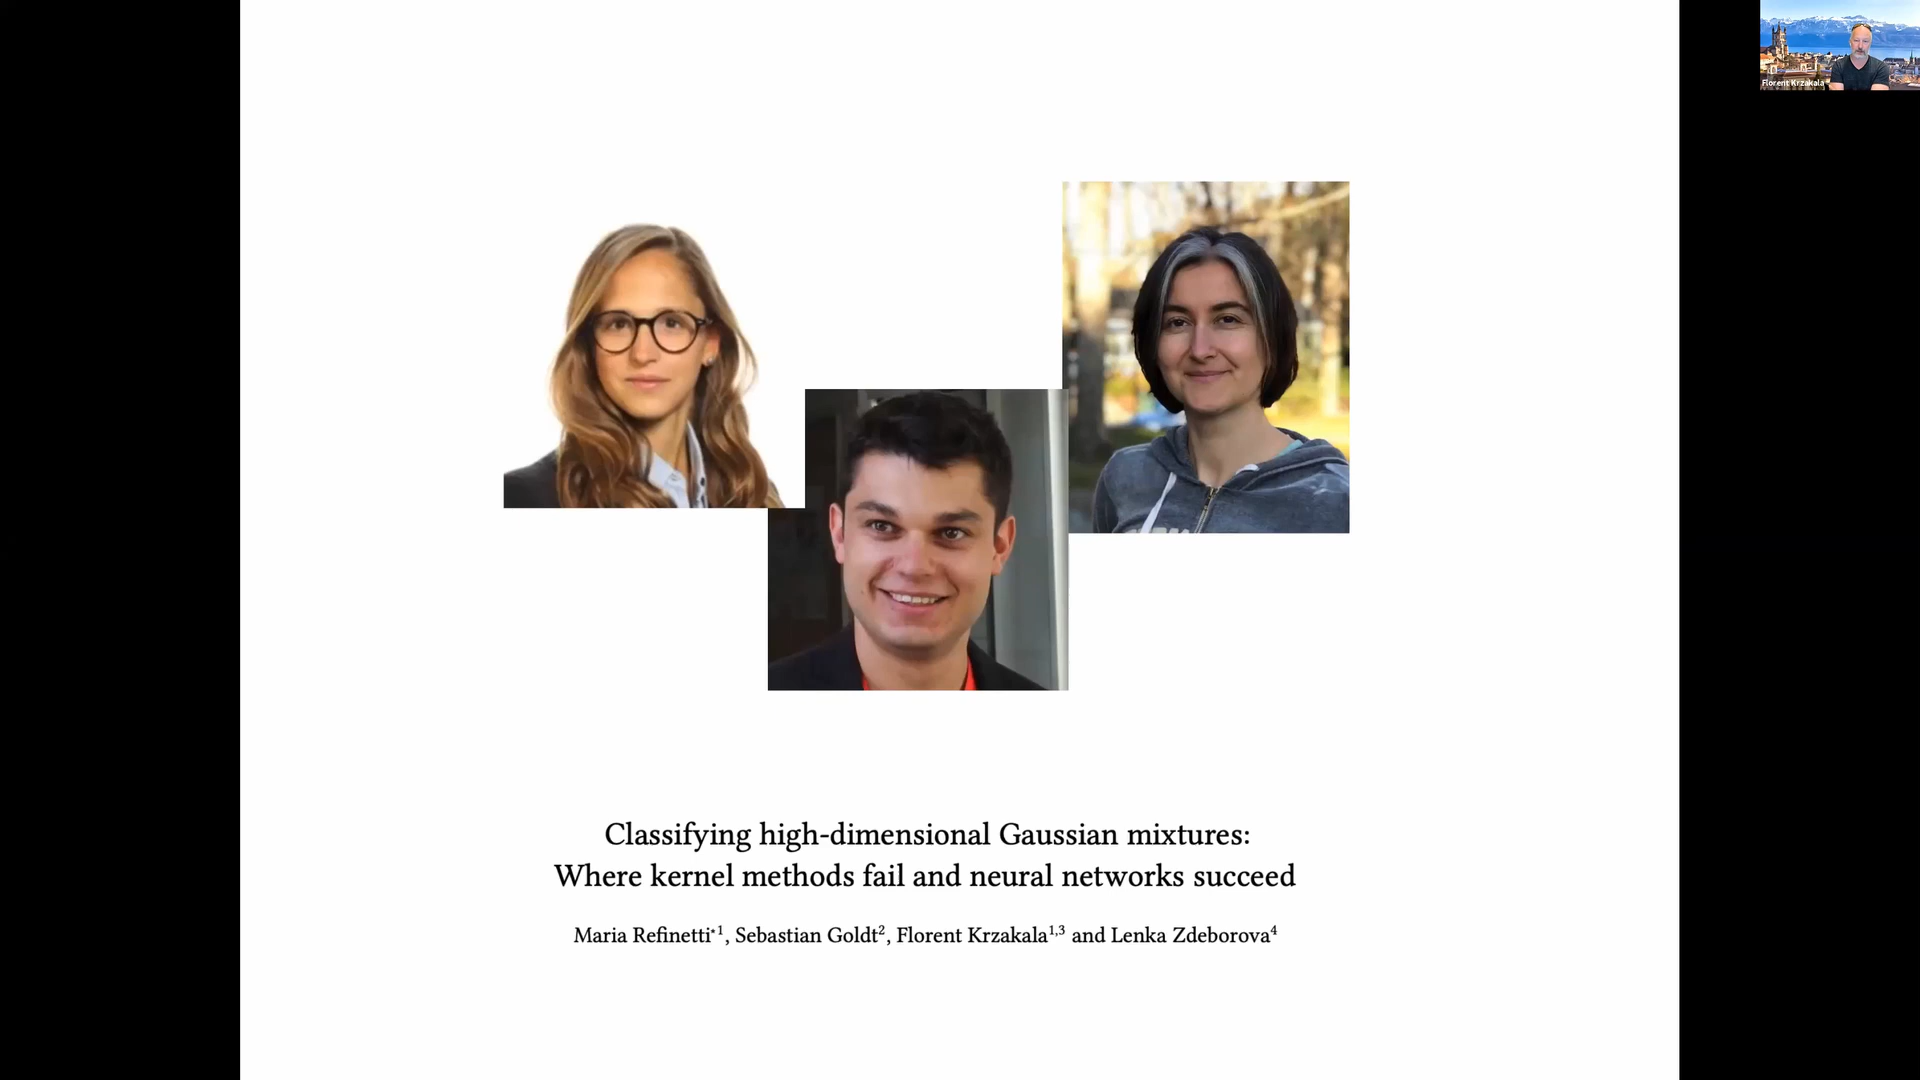 Florent Krzakala
Classifying high-dimensional Gaussian mixtures:
Where kernel methods fail and neural networks succeed
Maria Refinetti*1, Sebastian Goldt2, Florent Krzakala1,3 and Lenka Zdeborova4